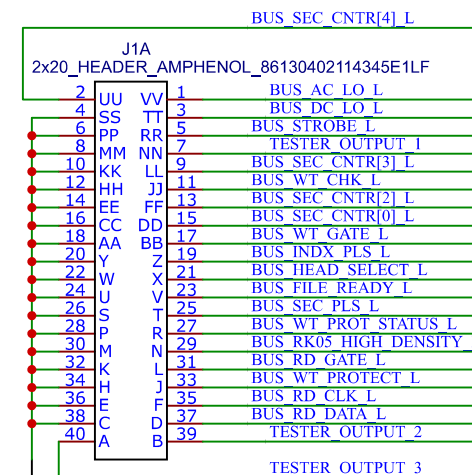 BUS_SEC_CNTR[4]_L
J1A
2x20_HEADER_AMPHENOL_86130402114345E1LF
2 UU VV 1 BUS_AC_LO_L
4 SS TT 3 BUS_DC_LO_L
6 PP RR 5 BUS_STROBE_L
8 MM NN 7 TESTER_OUTPUT_1
10 KK LL 9 BUS_SEC_CNTR[3]_L
12 HH JJ 11 BUS_WT_CHK_L
14 EE FF 13 BUS_SEC_CNTR[2]_L
16 CC DD 15 BUS_SEC_CNTR[0]_L
18 AA BB 17 BUS_WT_GATE_L
20 Y Z 19 BUS_INDX_PLS_L
22 W X 21 BUS_HEAD_SELECT_L
24 U V 23 BUS_FILE_READY_L
26 S T 25 BUS_SEC_PLS_L
28 P R 27 BUS_WT_PROT_STATUS_L
30 M N 29 BUS_RK05_HIGH_DENSITY_
32 K L 31 BUS_RD_GATE_L
34 H J 33 BUS_WT_PROTECT_L
36 E F 35 BUS_RD_CLK_L
38 C D 37 BUS_RD_DATA_L
40 A B 39 TESTER_OUTPUT_2
TESTER_OUTPUT_3